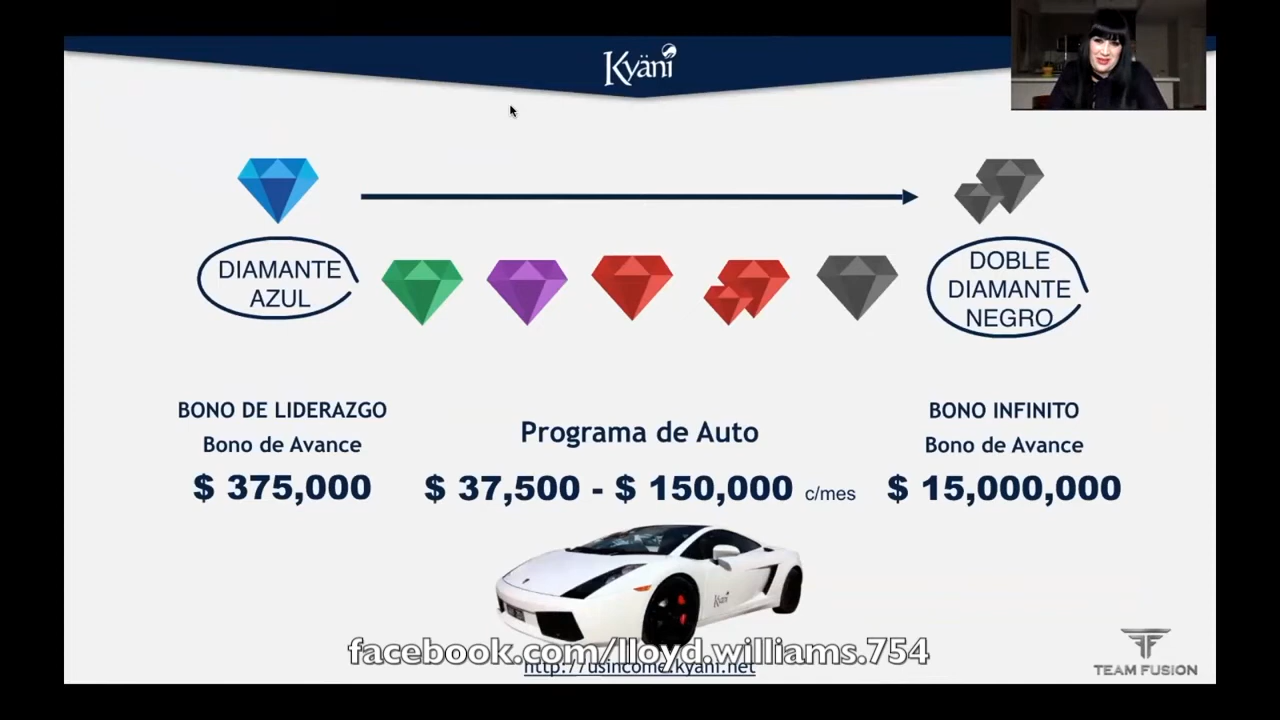 Kyäni
DIAMANTE
AZUL
DOBLE
DIAMANTE
NEGRO
BONO DE LIDERAZGO
Bono de Avance
$ 375,000
Programa de Auto
$ 37,500 - $ 150,000 c/mes
BONO INFINITO
Bono de Avance
$ 15,000,000
Kyäni
facebook.com/lloyd.williams.754
http://usincome.kyani.net
TEAM FUSION